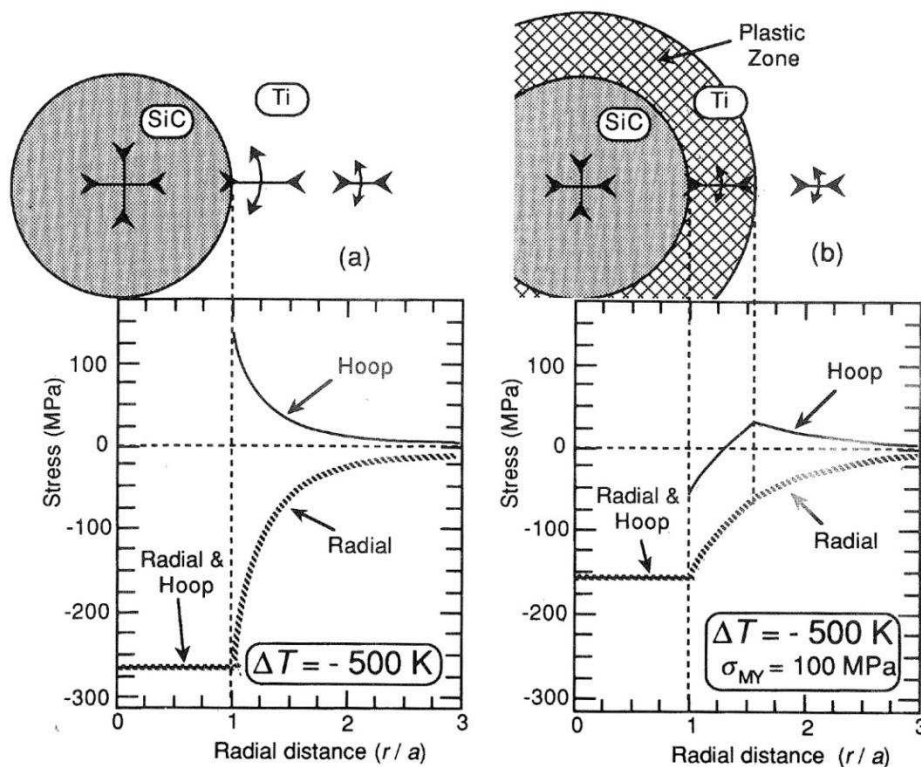 SiC
Ti
(a)
100
0
-100
-200
-300
Stress (MPa)
Hoop
Radial
Radial &
Hoop
ΔT = - 500 K
0 1 2 3
Radial distance (r / a)
Plastic
Zone
Ti
SiC
(b)
100
0
-100
-200
-300
Stress (MPa)
Hoop
Radial &
Hoop
Radial
ΔT = - 500 K
σMY = 100 MPa
0 1 2 3
Radial distance (r / a)